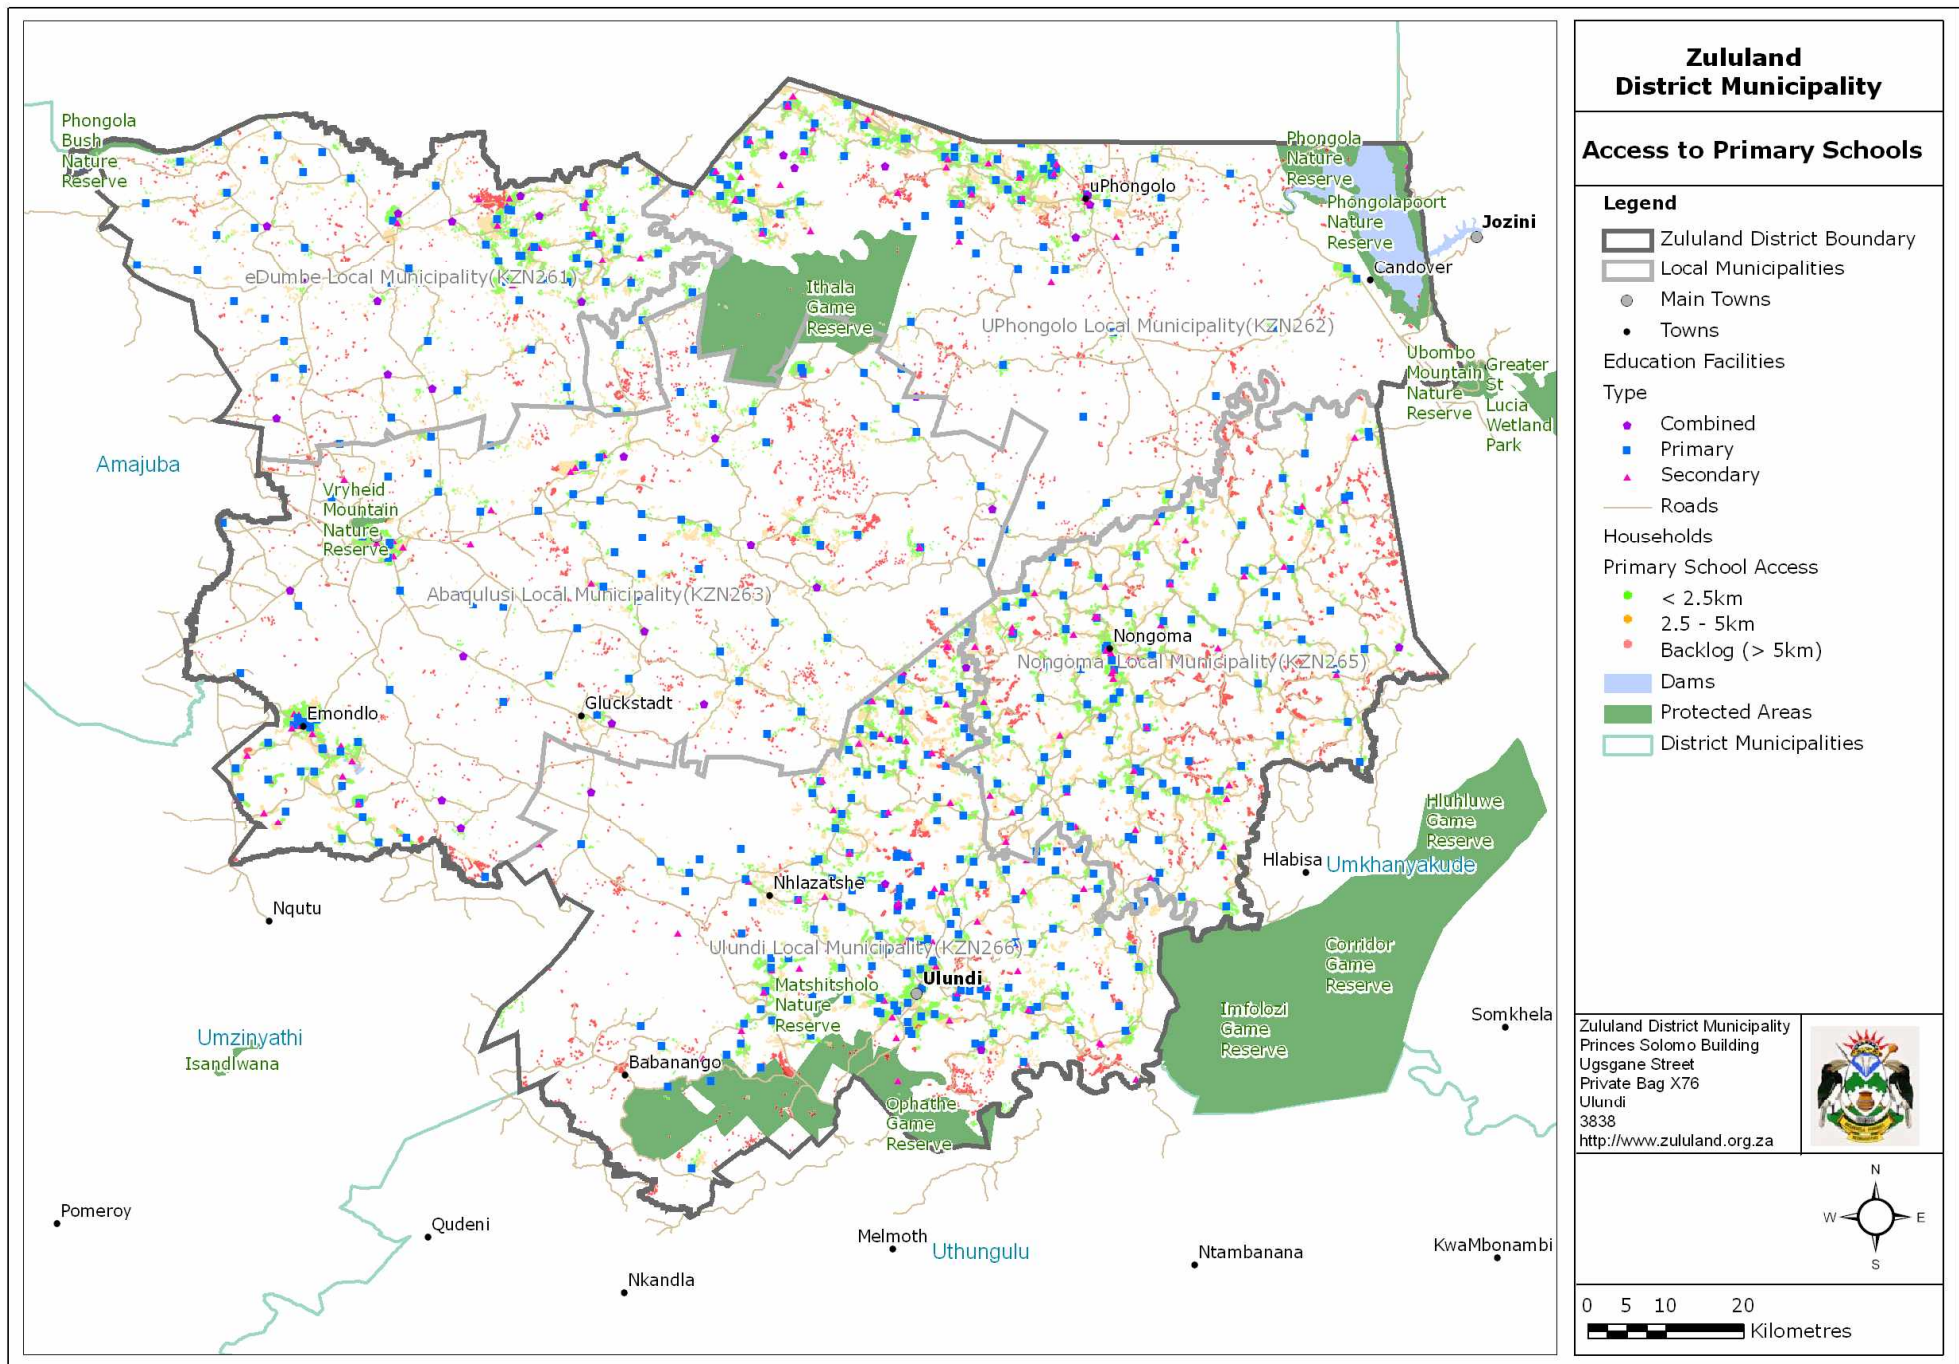 Phongola
Bush
Nature
Reserve
uPhongolo
Phongola
Nature
Reserve
Phongolapoort
Nature
Reserve
Jozini
Candover
eDumbe Local Municipality(KZN261)
Ithala
Game
Reserve
UPhongolo Local Municipality(KZN262)
Ubombo
Mountain
Nature
Reserve
Greater
St
Lucia
Wetland
Park
Amajuba
Vryheid
Mountain
Nature
Reserve
Abaqulusi Local Municipality(KZN263)
Nongoma
Nongoma Local Municipality(KZN265)
Emondlo
Gluckstadt
Hluhluwe
Game
Reserve
Hlabisa
Umkhanyakude
Nhlazatshe
Nqutu
Ulundi Local Municipality(KZN266)
Corridor
Game
Reserve
Ulundi
Matshitsholo
Nature
Reserve
Imfolozi
Game
Reserve
Somkhela
Umzinyathi
Isandlwana
Babanango
Ophathe
Game
Reserve
Pomeroy
Qudeni
Melmoth
Uthungulu
Ntambanana
KwaMbonambi
Nkandla
Zululand
District Municipality
Access to Primary Schools
Legend
Zululand District Boundary
Local Municipalities
Main Towns
Towns
Education Facilities
Type
Combined
Primary
Secondary
Roads
Households
Primary School Access
< 2.5km
2.5 - 5km
Backlog (> 5km)
Dams
Protected Areas
District Municipalities
Zululand District Municipality
Princes Solomo Building
Ugsgane Street
Private Bag X76
Ulundi
3838
http://www.zululand.org.za
N
W E
S
0 5 10 20
Kilometres